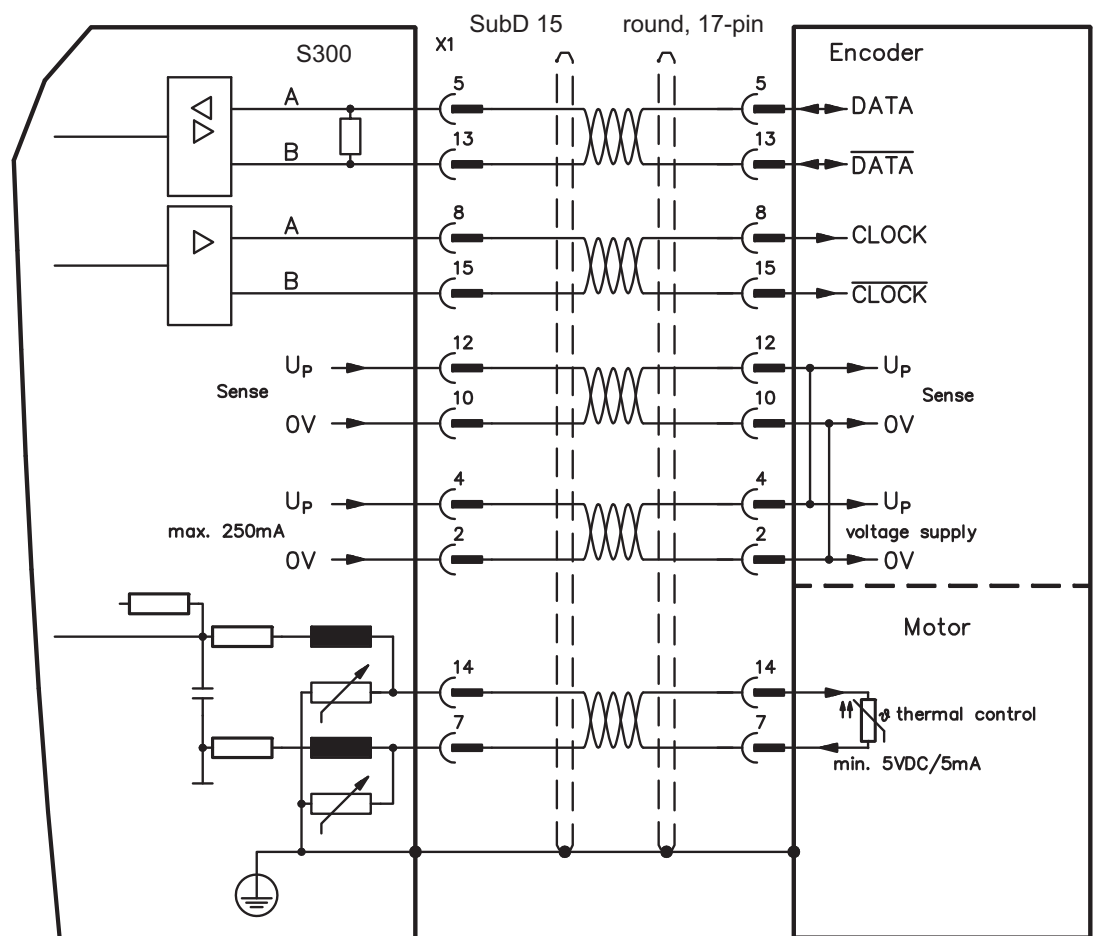 SubD 15 round, 17-pin
S300 X1 Encoder
A 5 5 DATA
B 13 13 DATA
A 8 8 CLOCK
B 15 15 CLOCK
UP 12 12 UP
Sense Sense
0V 10 10 0V
UP 4 4 UP
max. 250mA voltage supply
0V 2 2 0V
Motor
14 14
7 7 ϑ thermal control
min. 5VDC/5mA